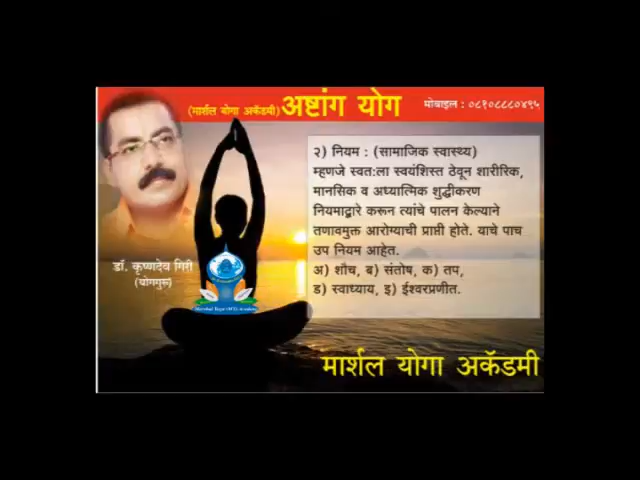 (मार्शल योगा अकॅडमी) अष्टांग योग मोबाइल : ०८१०८८८०४९५
२) नियम : (सामाजिक स्वास्थ्य)
म्हणजे स्वत:ला स्वयंशिस्त ठेवून शारीरिक,
मानसिक व अध्यात्मिक शुद्धीकरण
नियमाद्वारे करून त्यांचे पालन केल्याने
तणावमुक्त आरोग्याची प्राप्ती होते. याचे पाच
उप नियम आहेत.
अ) शौच, ब) संतोष, क) तप,
ड) स्वाध्याय, इ) ईश्वरप्रणीत.
डॉ. कृष्णदेव गिरी
(योगगुरू)
मार्शल योगा अकॅडमी